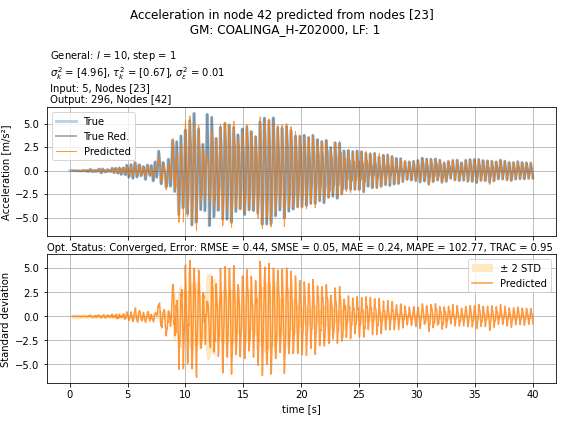 Acceleration in node 42 predicted from nodes [23]
GM: COALINGA_H-Z02000, LF: 1
General: l = 10, step = 1
σ²ₖ = [4.96], τ²ₖ = [0.67], σ²ε = 0.01
Input: 5, Nodes [23]
Output: 296, Nodes [42]
Acceleration [m/s²]
5.0
2.5
0.0
−2.5
−5.0
True
True Red.
Predicted
Opt. Status: Converged, Error: RMSE = 0.44, SMSE = 0.05, MAE = 0.24, MAPE = 102.77, TRAC = 0.95
Standard deviation
5.0
2.5
0.0
−2.5
−5.0
± 2 STD
Predicted
0 5 10 15 20 25 30 35 40
time [s]